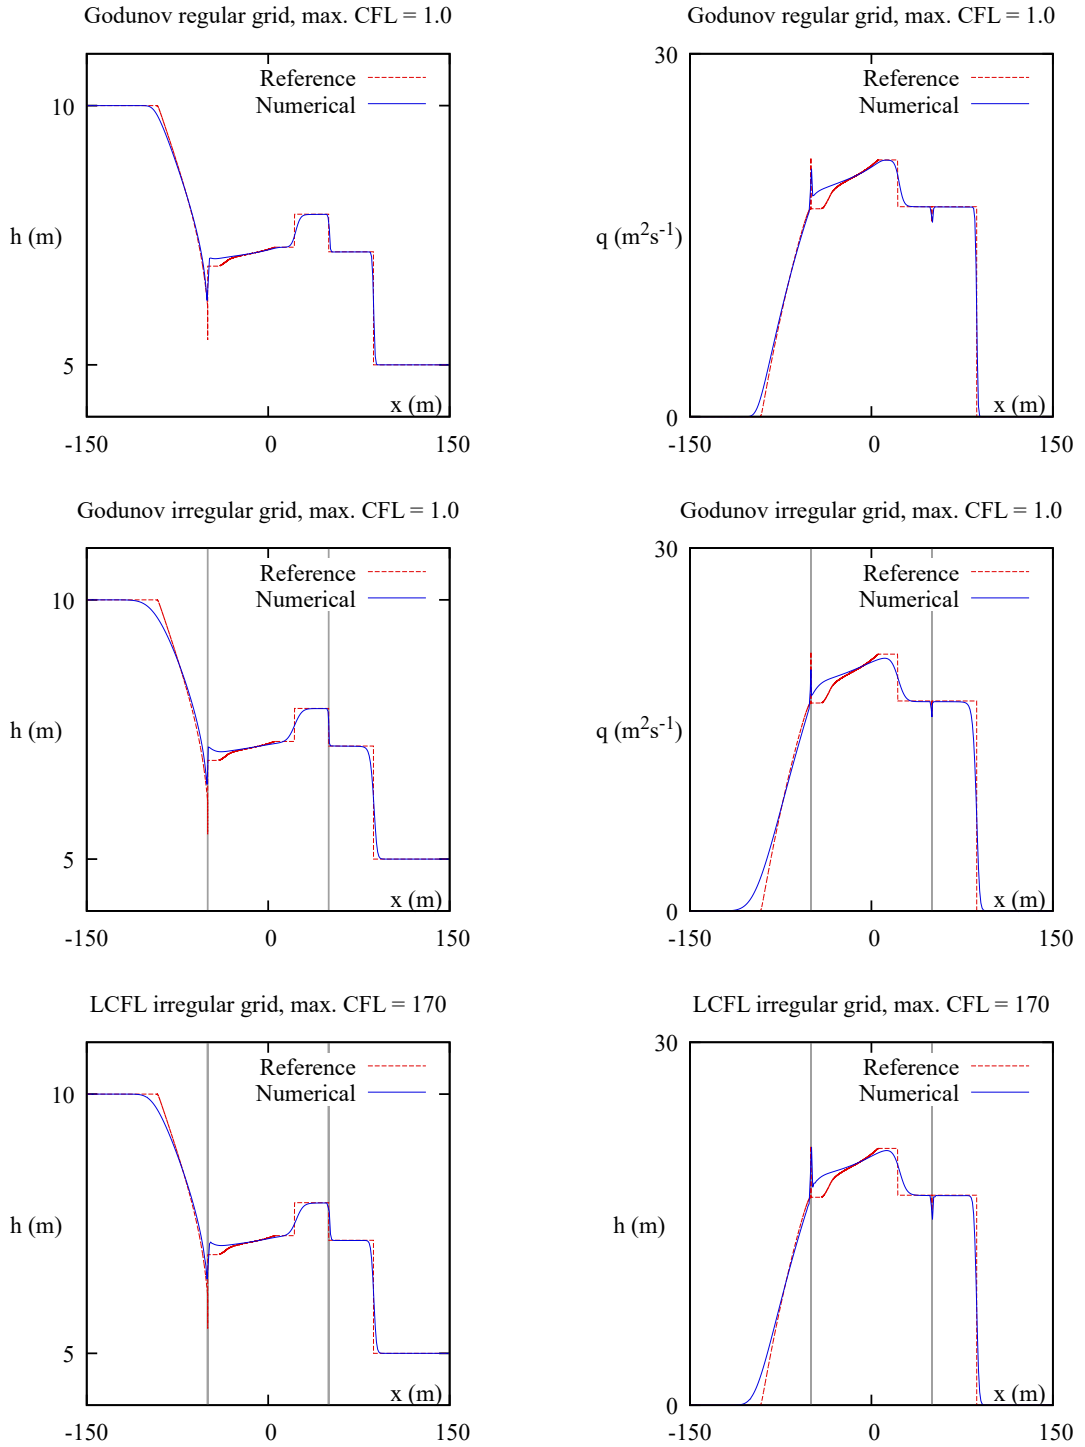 Godunov regular grid, max. CFL = 1.0
Reference
Numerical
10
h (m)
5
x (m)
-150
0
150
Godunov regular grid, max. CFL = 1.0
30
Reference
Numerical
q (m²s⁻¹)
0
x (m)
-150
0
150
Godunov irregular grid, max. CFL = 1.0
Reference
Numerical
10
h (m)
5
x (m)
-150
0
150
Godunov irregular grid, max. CFL = 1.0
30
Reference
Numerical
q (m²s⁻¹)
0
x (m)
-150
0
150
LCFL irregular grid, max. CFL = 170
Reference
Numerical
10
h (m)
5
x (m)
-150
0
150
LCFL irregular grid, max. CFL = 170
30
Reference
Numerical
h (m)
0
x (m)
-150
0
150